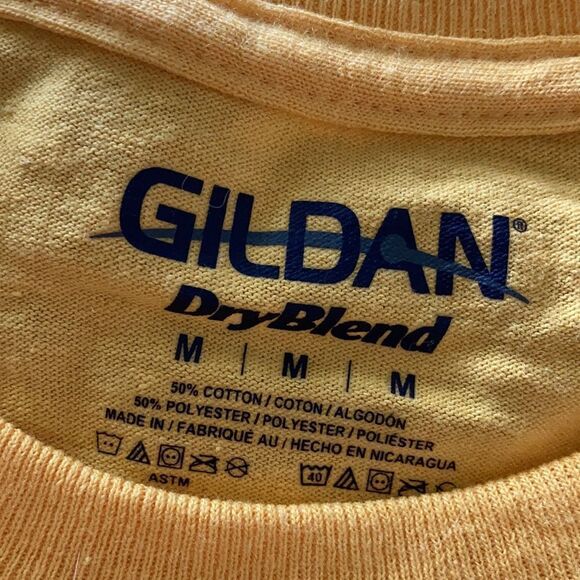 GILDAN®
DryBlend
M | M | M
50% COTTON / COTON / ALGODÓN
50% POLYESTER / POLYESTER / POLIÉSTER
MADE IN / FABRIQUÉ AU / HECHO EN NICARAGUA
40
ASTM